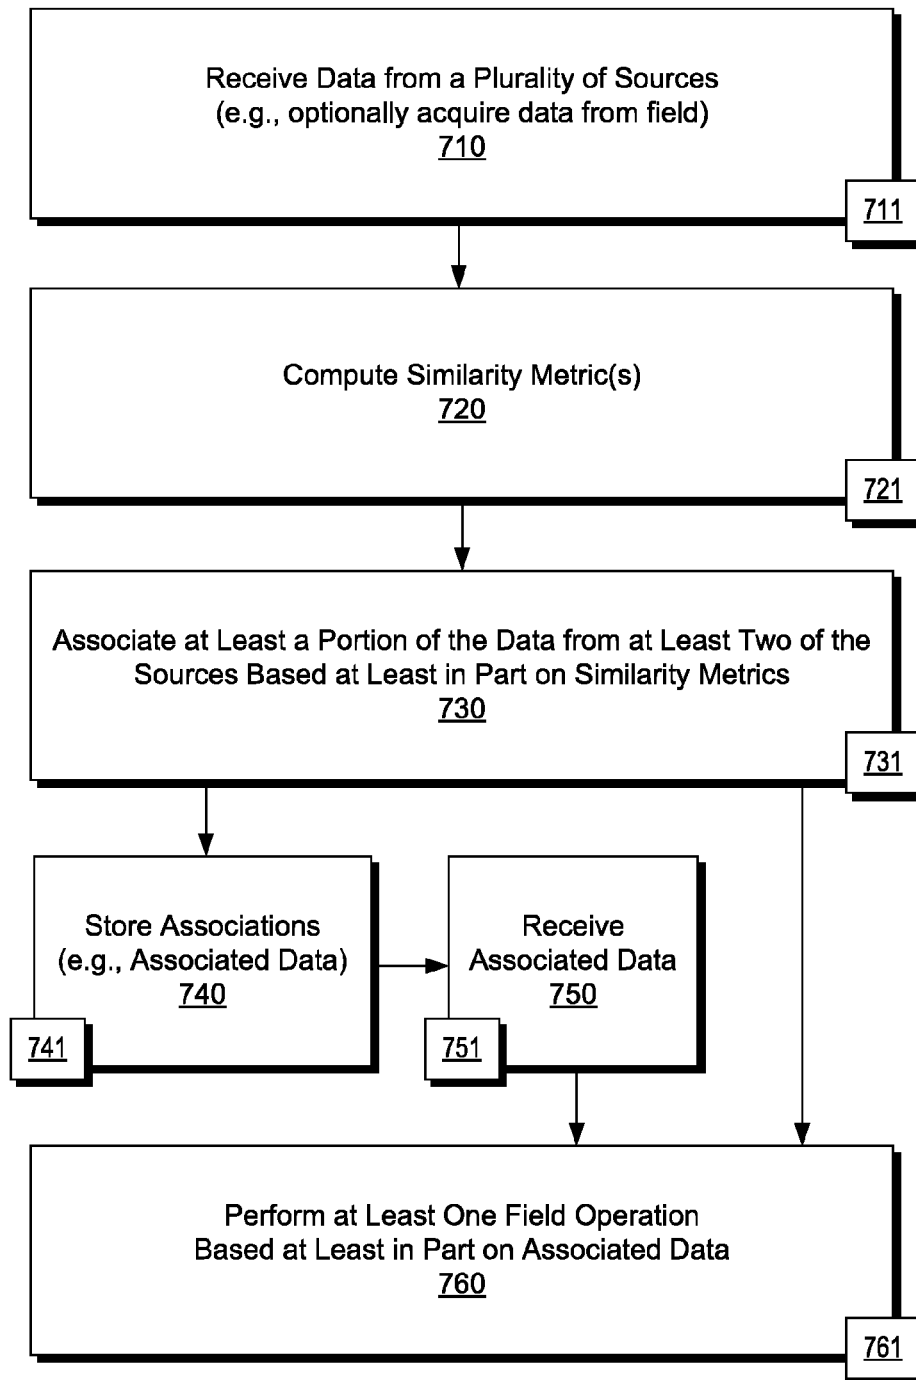 Receive Data from a Plurality of Sources
(e.g., optionally acquire data from field)
710
711
Compute Similarity Metric(s)
720
721
Associate at Least a Portion of the Data from at Least Two of the
Sources Based at Least in Part on Similarity Metrics
730
731
Store Associations
(e.g., Associated Data)
740
741
Receive
Associated Data
750
751
Perform at Least One Field Operation
Based at Least in Part on Associated Data
760
761